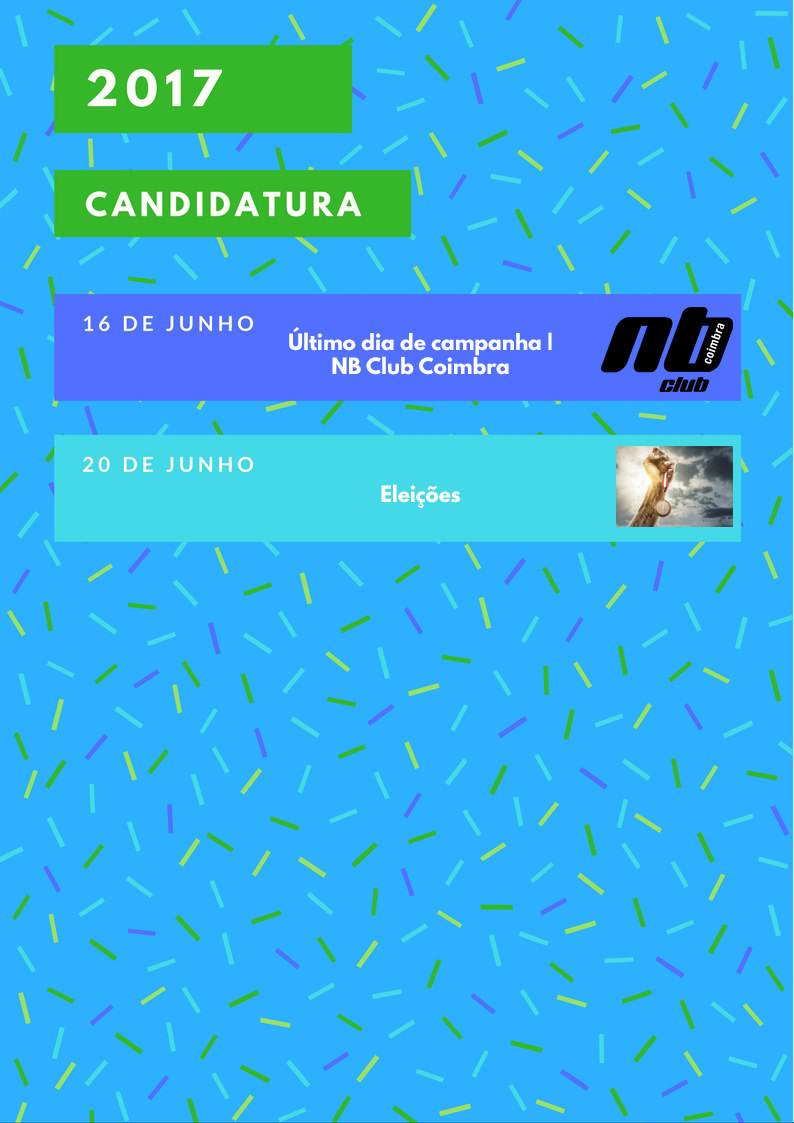 2017
CANDIDATURA
16 DE JUNHO
Último dia de campanha |
NB Club Coimbra
nb
coimbra
club
20 DE JUNHO
Eleições